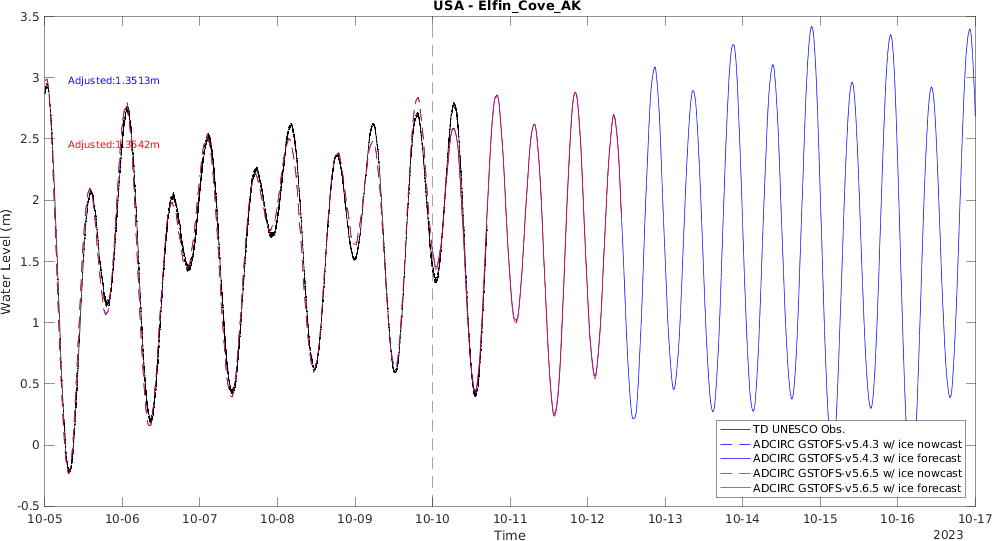 USA - Elfin_Cove_AK
3.5
3
2.5
2
1.5
1
0.5
0
-0.5
Water Level (m)
Adjusted:1.3513m
Adjusted:1.3642m
TD UNESCO Obs.
ADCIRC GSTOFS-v5.4.3 w/ ice nowcast
ADCIRC GSTOFS-v5.4.3 w/ ice forecast
ADCIRC GSTOFS-v5.6.5 w/ ice nowcast
ADCIRC GSTOFS-v5.6.5 w/ ice forecast
10-05 10-06 10-07 10-08 10-09 10-10 10-11 10-12 10-13 10-14 10-15 10-16 10-17
Time
2023